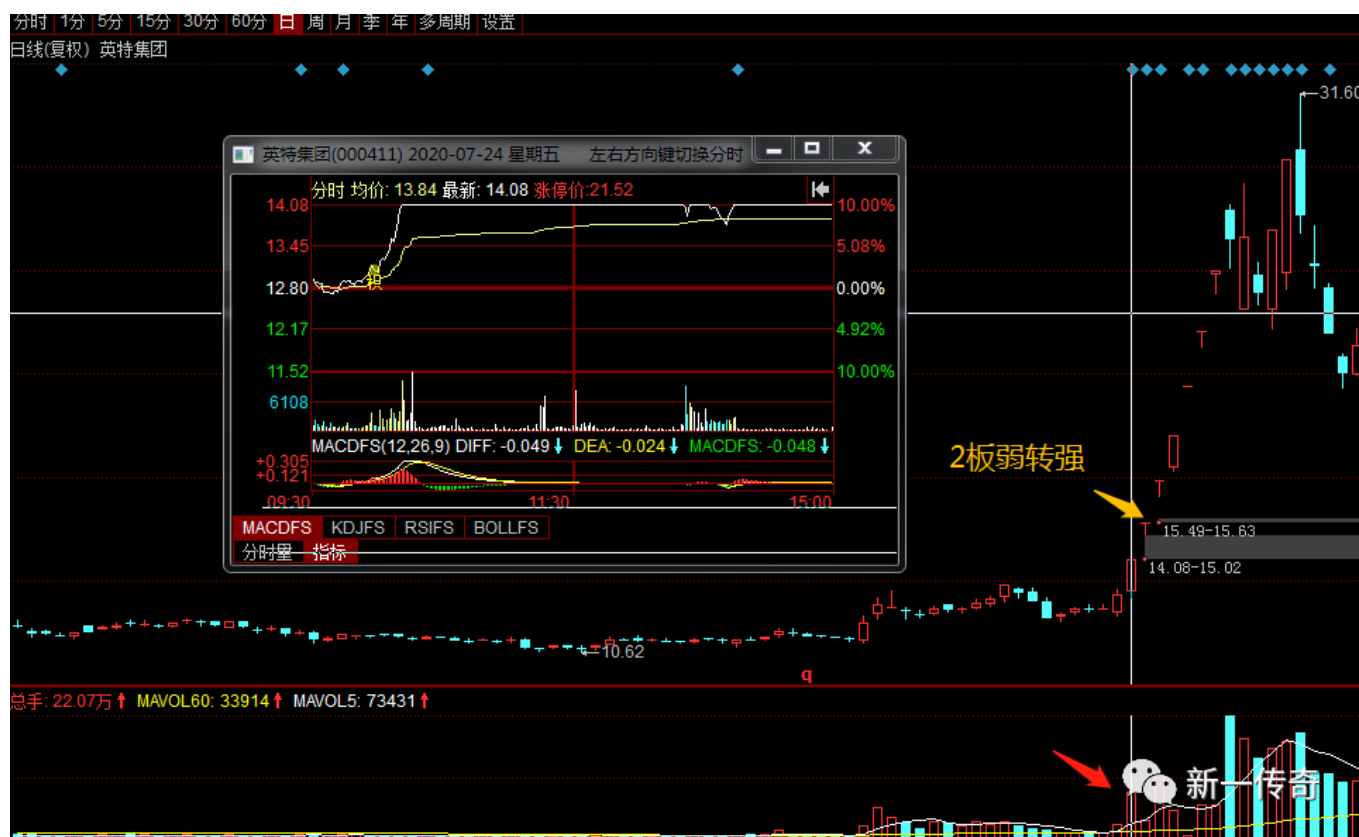 分时 1分 5分 15分 30分 60分 日 周 月 季 年 多周期 设置
日线(复权) 英特集团
31.60
英特集团(000411) 2020-07-24 星期五 左右方向键切换分时
分时 均价: 13.84 最新: 14.08 涨停价:21.52
14.08 10.00%
13.45 5.08%
12.80 0.00%
12.17 4.92%
11.52 10.00%
6108
MACDFS(12,26,9) DIFF: -0.049 DEA: -0.024 MACDFS: -0.048
+0.305
+0.121
09:30 11:30 15:00
MACDFS KDJFS RSIFS BOLLFS
分时量 指标
2板弱转强
15.49-15.63
14.08-15.02
10.62
q
总手: 22.07万 MAVOL60: 33914 MAVOL5: 73431
新一传奇